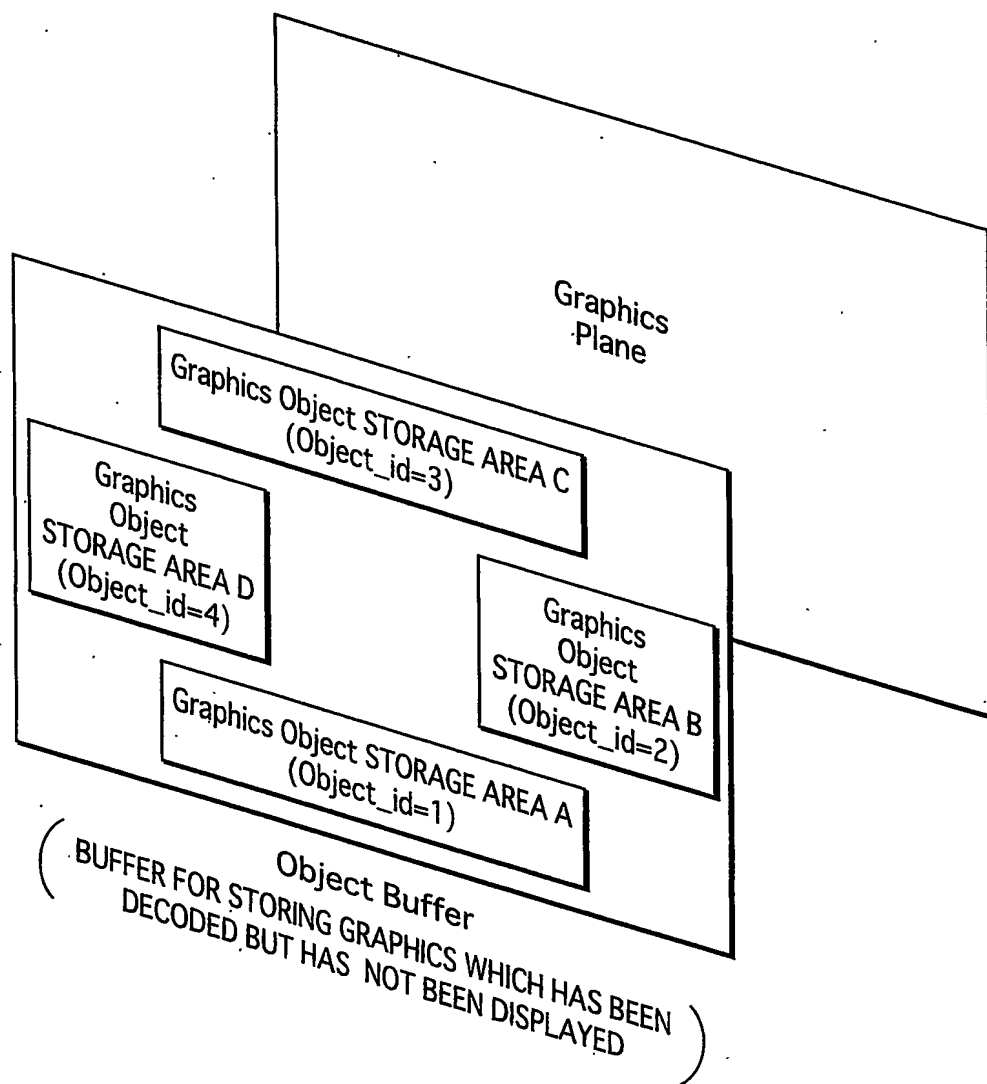 Graphics
Plane
Graphics Object STORAGE AREA C
(Object_id=3)
Graphics
Object
STORAGE AREA D
(Object_id=4)
Graphics
Object
STORAGE AREA B
(Object_id=2)
Graphics Object STORAGE AREA A
(Object_id=1)
Object Buffer
(BUFFER FOR STORING GRAPHICS WHICH HAS BEEN
DECODED BUT HAS NOT BEEN DISPLAYED)